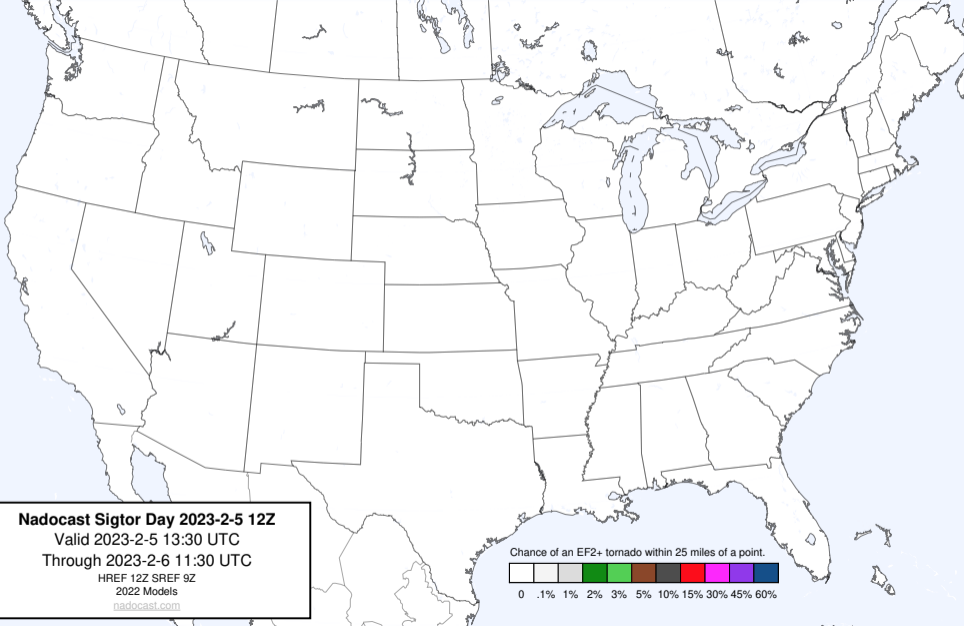 Nadocast Sigtor Day 2023-2-5 12Z
Valid 2023-2-5 13:30 UTC
Through 2023-2-6 11:30 UTC
HREF 12Z SREF 9Z
2022 Models
nadocast.com
Chance of an EF2+ tornado within 25 miles of a point.
0 .1% 1% 2% 3% 5% 10% 15% 30% 45% 60%